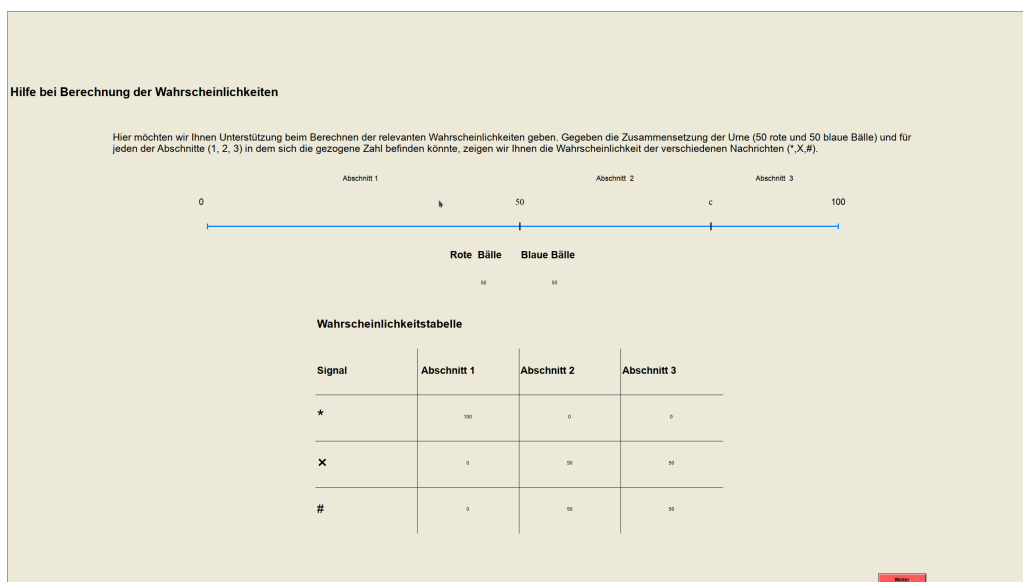 Hilfe bei Berechnung der Wahrscheinlichkeiten
Hier möchten wir Ihnen Unterstützung beim Berechnen der relevanten Wahrscheinlichkeiten geben. Gegeben die Zusammensetzung der Urne (50 rote und 50 blaue Bälle) und für
jeden der Abschnitte (1, 2, 3) in dem sich die gezogene Zahl befinden könnte, zeigen wir Ihnen die Wahrscheinlichkeit der verschiedenen Nachrichten (*,X,#).
Abschnitt 1 Abschnitt 2 Abschnitt 3
0 50 c 100
Rote Bälle Blaue Bälle
50 50
Wahrscheinlichkeitstabelle
Signal Abschnitt 1 Abschnitt 2 Abschnitt 3
* 100 0 0
✕ 0 50 50
# 0 50 50
Weiter